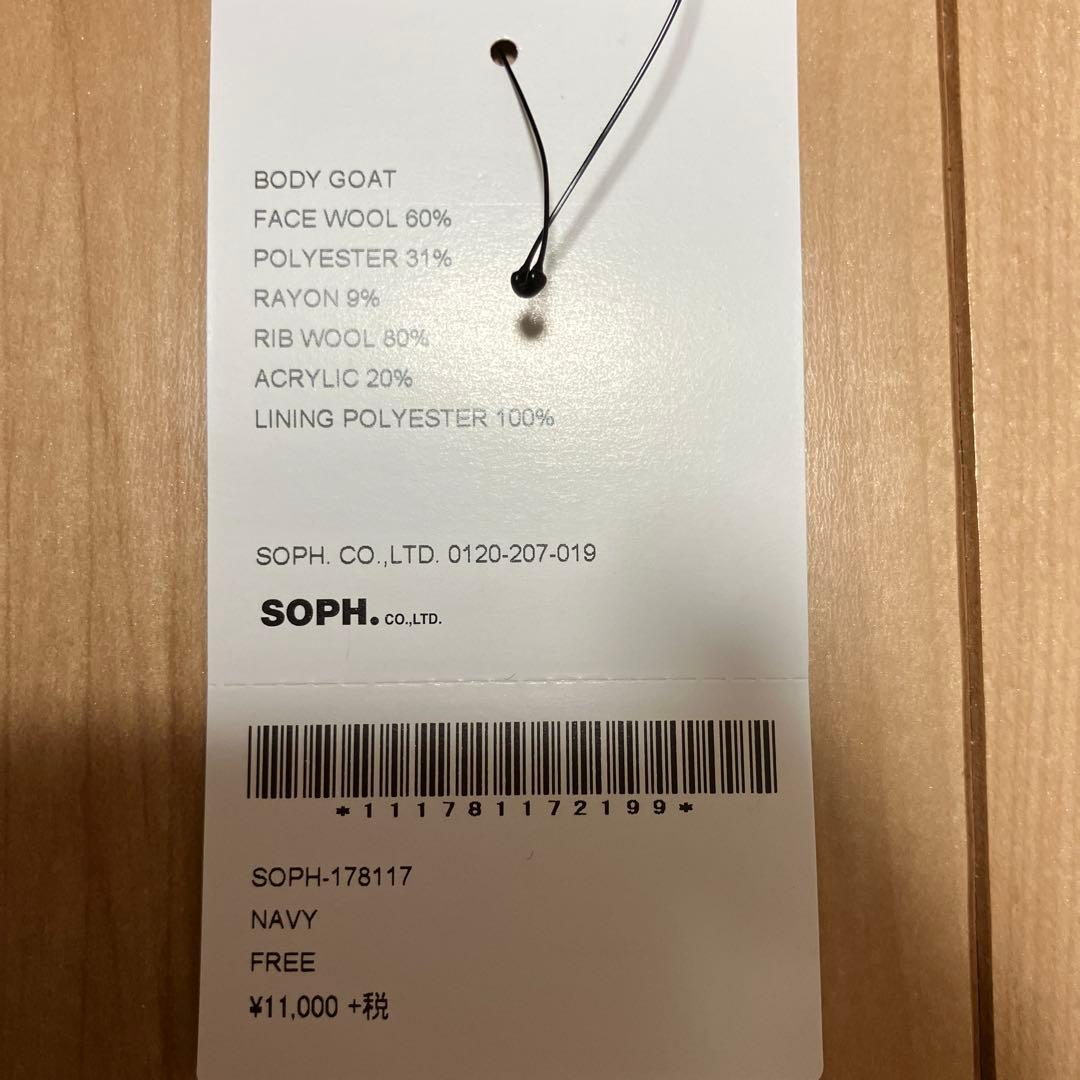 BODY GOAT
FACE WOOL 60%
POLYESTER 31%
RAYON 9%
RIB WOOL 80%
ACRYLIC 20%
LINING POLYESTER 100%
SOPH. CO.,LTD. 0120-207-019
SOPH. CO.,LTD.
*111781172199*
SOPH-178117
NAVY
FREE
¥11,000 +税